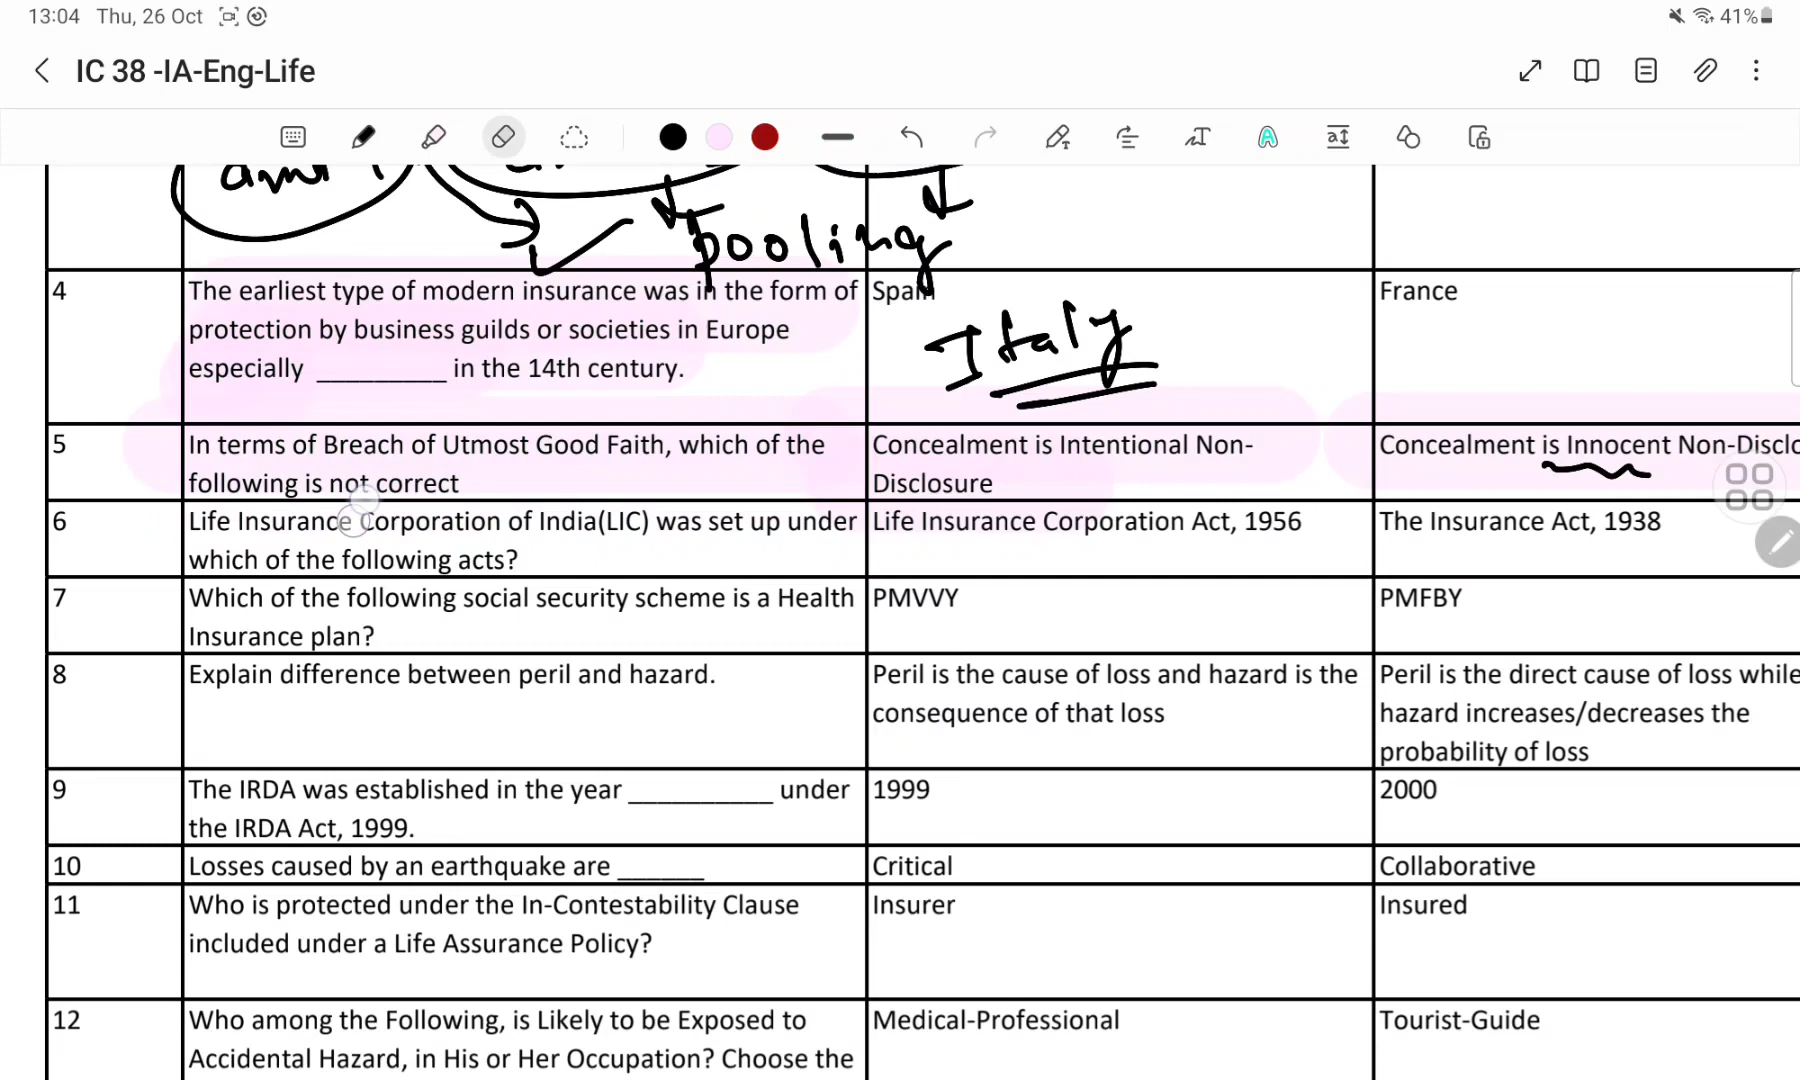 13:04 Thu, 26 Oct
41%
IC 38 -IA-Eng-Life
pooling
4
The earliest type of modern insurance was in the form of
protection by business guilds or societies in Europe
especially _________ in the 14th century.
Spain
Italy
France
5
In terms of Breach of Utmost Good Faith, which of the
following is not correct
Concealment is Intentional Non-
Disclosure
Concealment is Innocent Non-Disclo
6
Life Insurance Corporation of India(LIC) was set up under
which of the following acts?
Life Insurance Corporation Act, 1956
The Insurance Act, 1938
7
Which of the following social security scheme is a Health
Insurance plan?
PMVVY
PMFBY
8
Explain difference between peril and hazard.
Peril is the cause of loss and hazard is the
consequence of that loss
Peril is the direct cause of loss while
hazard increases/decreases the
probability of loss
9
The IRDA was established in the year __________ under
the IRDA Act, 1999.
1999
2000
10
Losses caused by an earthquake are ______
Critical
Collaborative
11
Who is protected under the In-Contestability Clause
included under a Life Assurance Policy?
Insurer
Insured
12
Who among the Following, is Likely to be Exposed to
Accidental Hazard, in His or Her Occupation? Choose the
Medical-Professional
Tourist-Guide